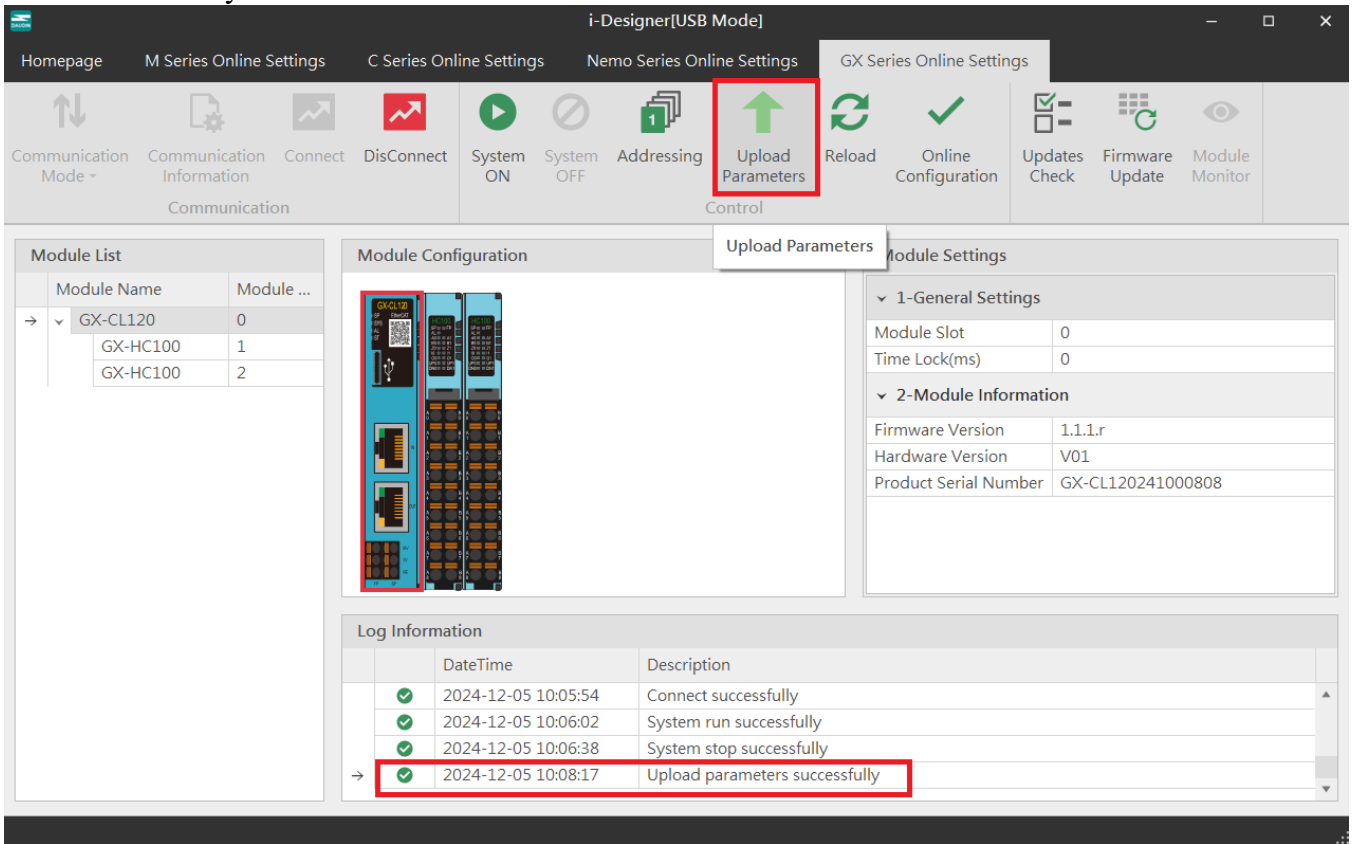 DAUDIN
i-Designer[USB Mode]
Homepage M Series Online Settings C Series Online Settings Nemo Series Online Settings GX Series Online Settings
Communication Mode Communication Information Connect DisConnect System ON System OFF Addressing Upload Parameters Reload Online Configuration Updates Check Firmware Update Module Monitor
Communication Control
Upload Parameters
Module List
Module Name Module ...
GX-CL120 0
GX-HC100 1
GX-HC100 2
Module Configuration
GX-CL120
EtherCAT
HC100 HC100
Module Settings
1-General Settings
Module Slot 0
Time Lock(ms) 0
2-Module Information
Firmware Version 1.1.1.r
Hardware Version V01
Product Serial Number GX-CL120241000808
Log Information
DateTime Description
2024-12-05 10:05:54 Connect successfully
2024-12-05 10:06:02 System run successfully
2024-12-05 10:06:38 System stop successfully
2024-12-05 10:08:17 Upload parameters successfully